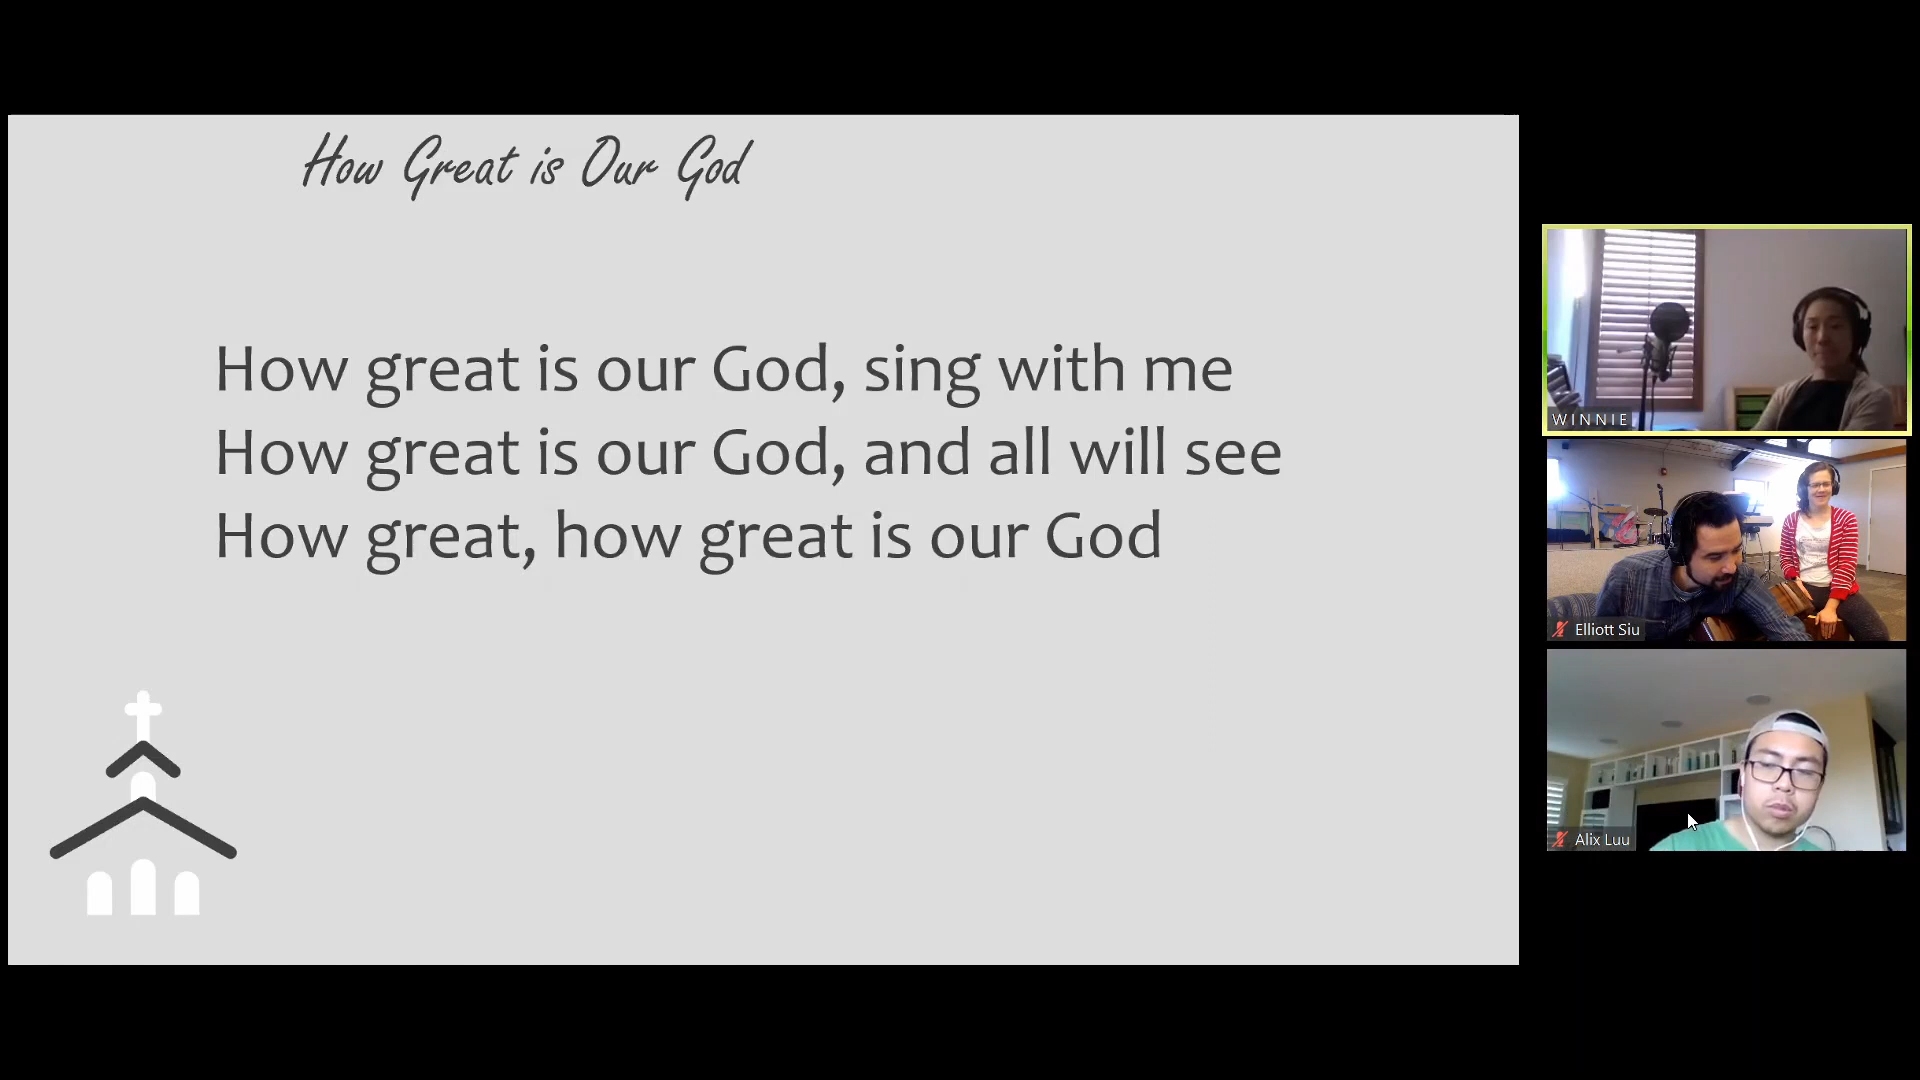 How Great is Our God
How great is our God, sing with me
How great is our God, and all will see
How great, how great is our God
WINNIE
Elliott Siu
Alix Luu